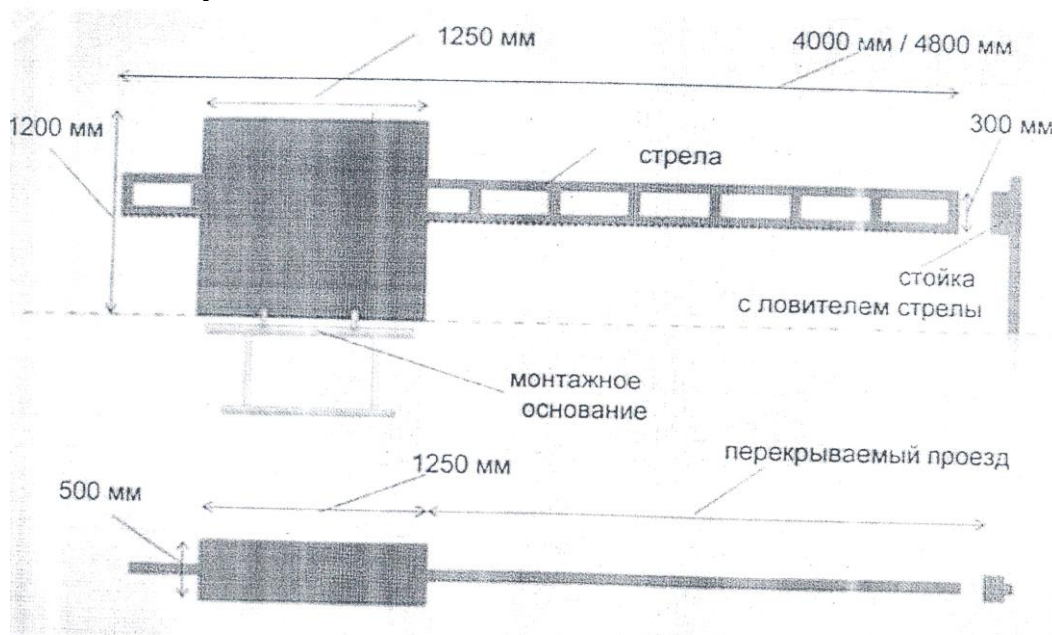 1250 мм
4000 мм / 4800 мм
1200 мм
300 мм
стрела
стойка
с ловителем стрелы
монтажное
основание
перекрываемый проезд
1250 мм
500 мм